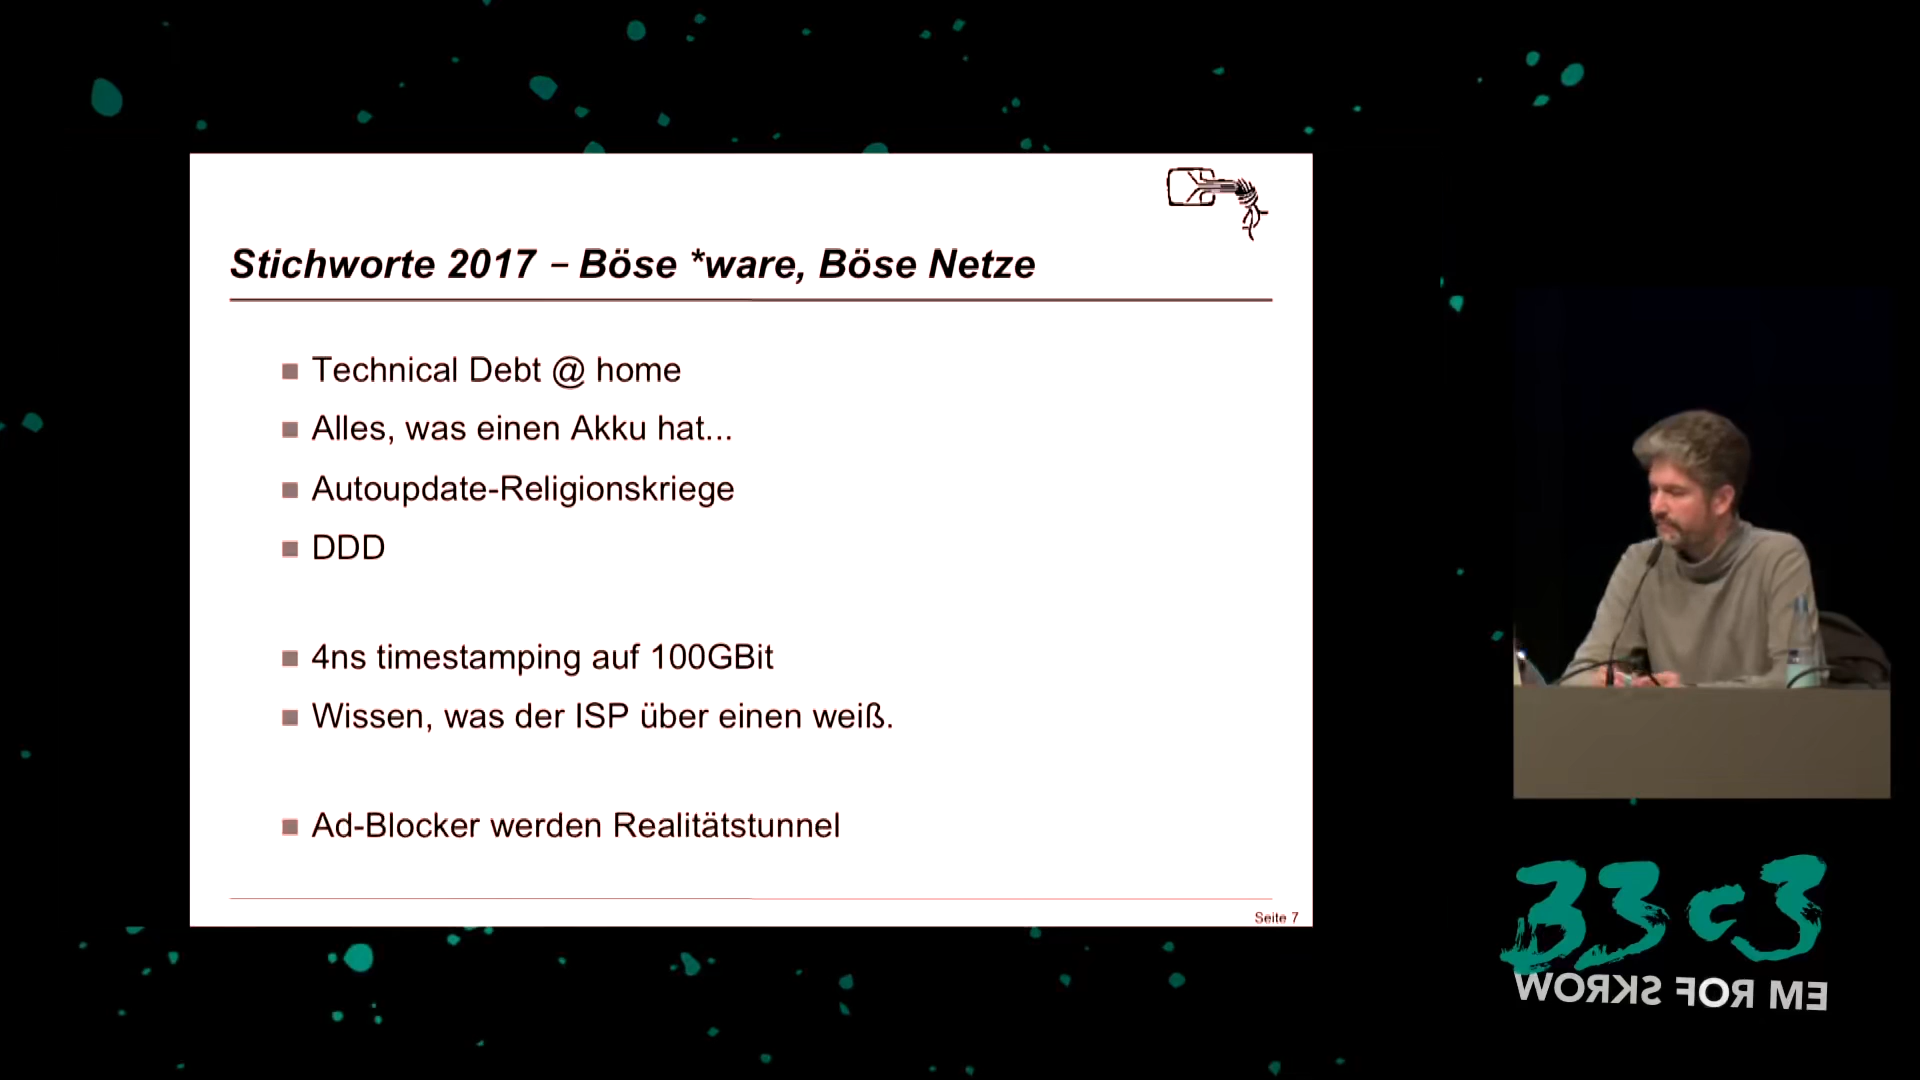 Stichworte 2017 – Böse *ware, Böse Netze
Technical Debt @ home
Alles, was einen Akku hat...
Autoupdate-Religionskriege
DDD
4ns timestamping auf 100GBit
Wissen, was der ISP über einen weiß.
Ad-Blocker werden Realitätstunnel
Seite 7
33c3
WORKS FOR ME